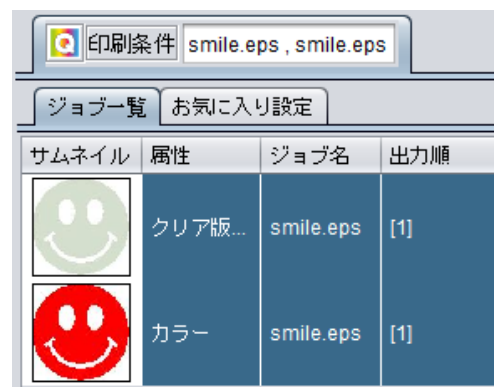 印刷条件 smile.eps , smile.eps
ジョブ一覧 お気に入り設定
サムネイル 属性 ジョブ名 出力順
クリア版... smile.eps [1]
カラー smile.eps [1]